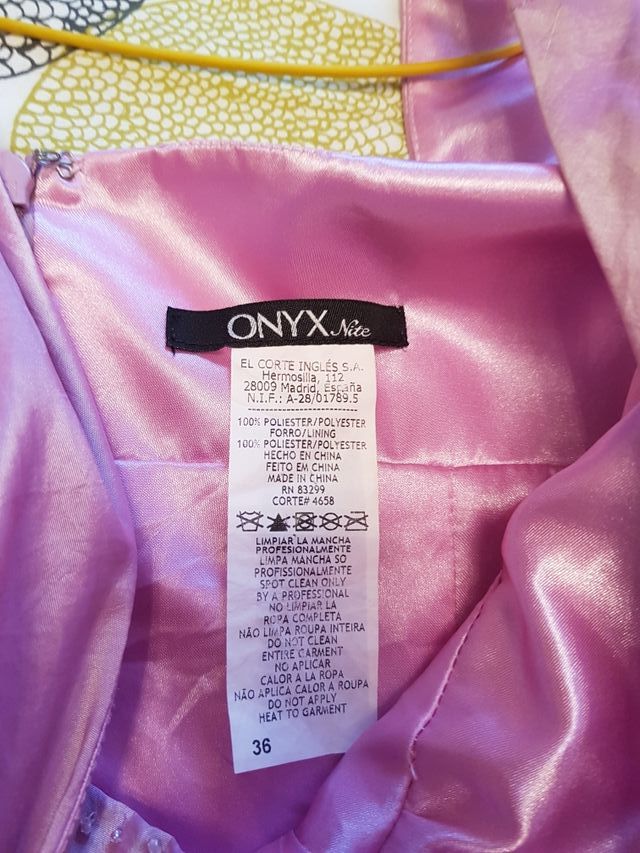 ONYX Nite
EL CORTE INGLÉS S.A.
Hermosilla, 112
28009 Madrid, España
N.I.F.: A-28/01789.5
100% POLIESTER/POLYESTER
FORRO/LINING
100% POLIESTER/POLYESTER
HECHO EN CHINA
FEITO EM CHINA
MADE IN CHINA
RN 83299
CORTE# 4658
LIMPIAR LA MANCHA
PROFESIONALMENTE
LIMPA MANCHA SO
PROFISSIONALMENTE
SPOT CLEAN ONLY
BY A PROFESSIONAL
NO LIMPIAR LA
ROPA COMPLETA
NÃO LIMPA ROUPA INTEIRA
DO NOT CLEAN
ENTIRE GARMENT
NO APLICAR
CALOR A LA ROPA
NÃO APLICA CALOR A ROUPA
DO NOT APPLY
HEAT TO GARMENT
36